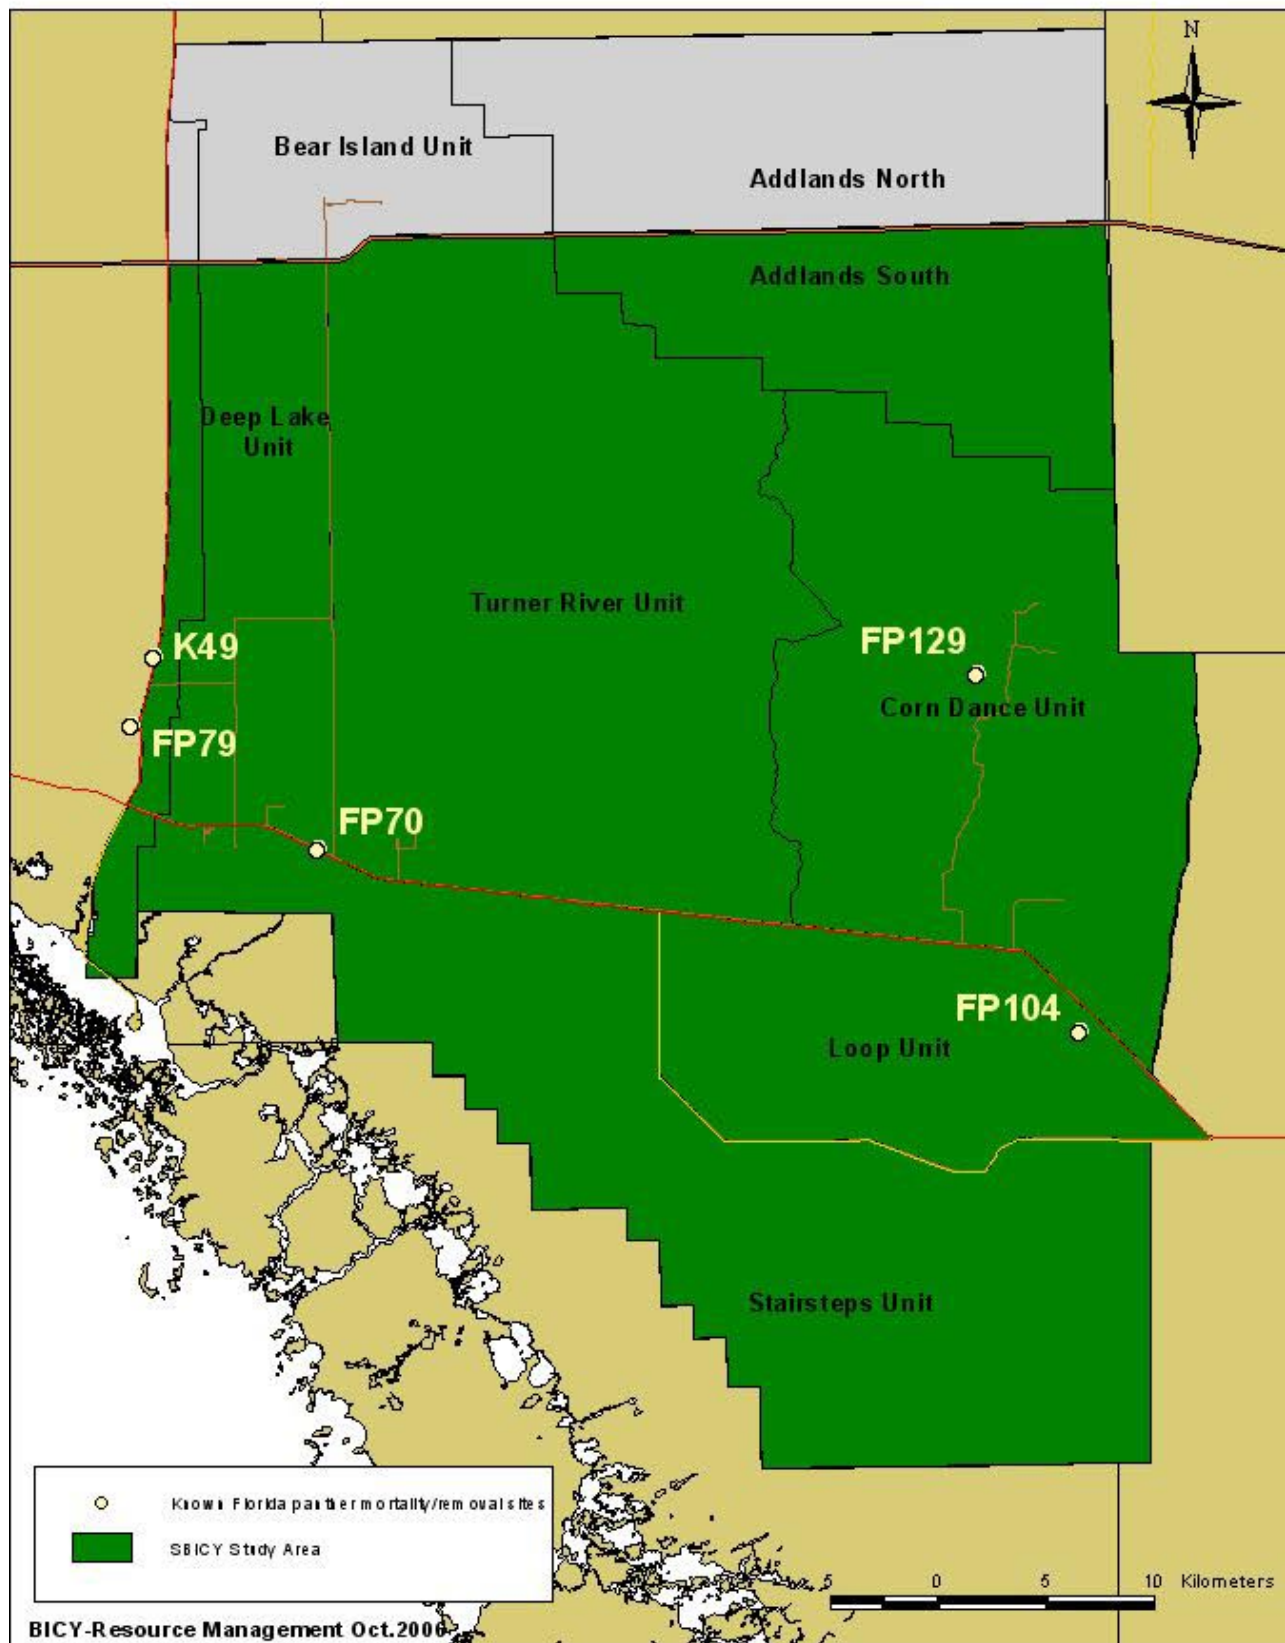 N
Bear Island Unit
Addlands North
Addlands South
Deep Lake
Unit
Turner River Unit
K49
FP129
Corn Dance Unit
FP79
FP70
FP104
Loop Unit
Stairsteps Unit
Known Florida panther mortality/removal sites
SBICY Study Area
5 0 5 10 Kilometers
BICY-Resource Management Oct.2006